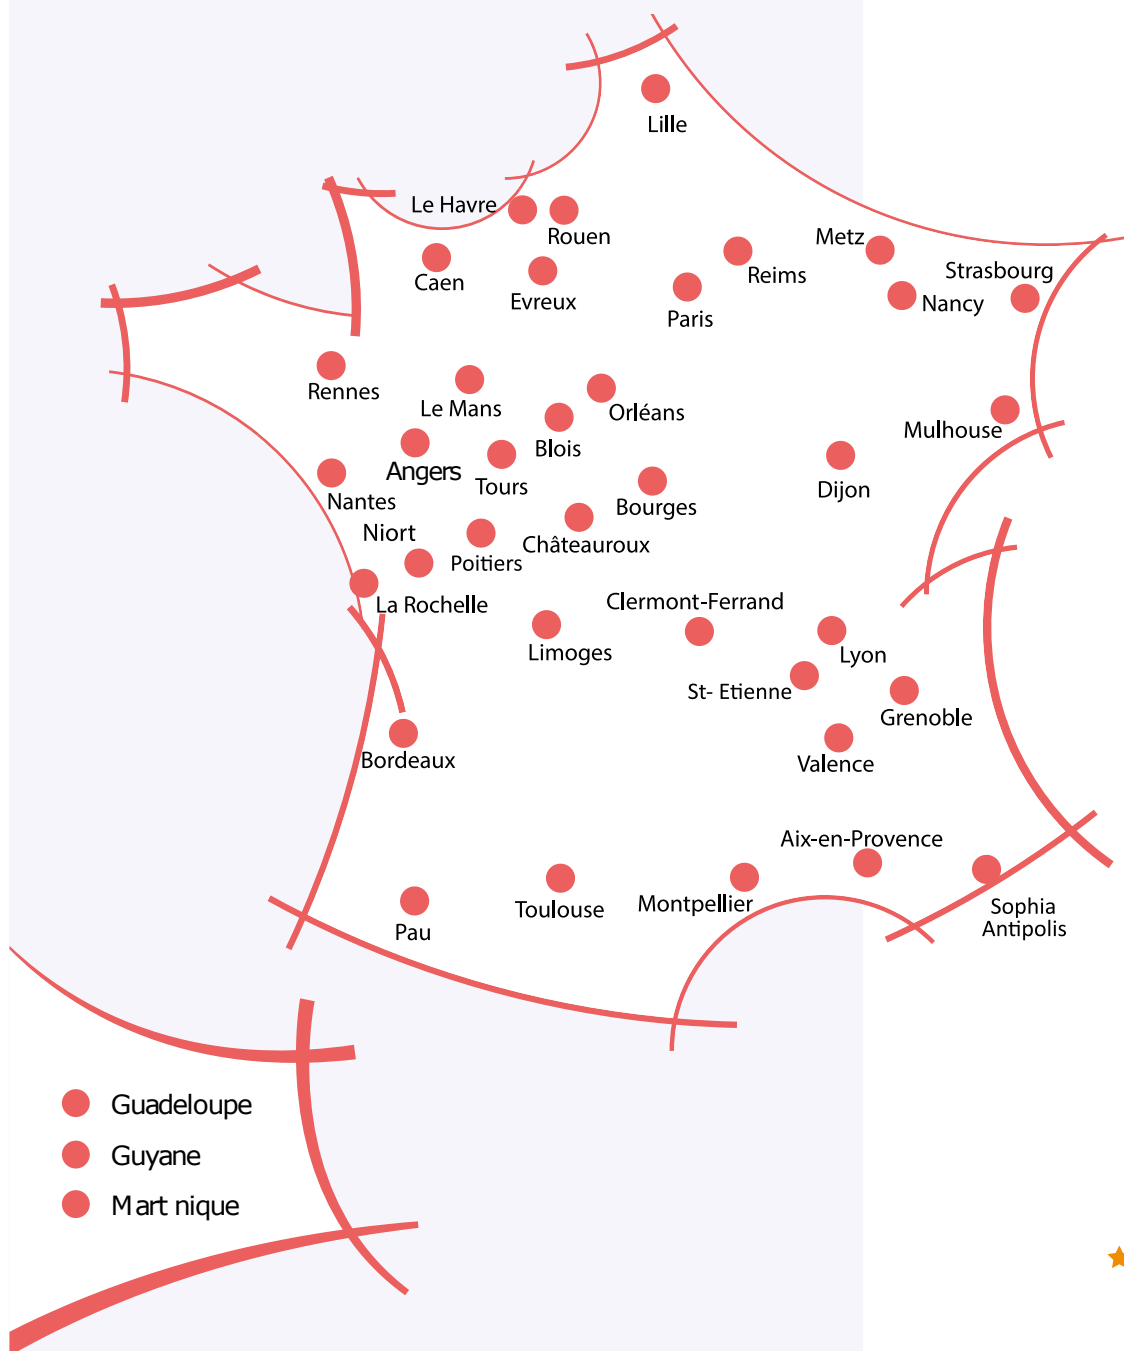 Lille
Le Havre
Rouen
Metz
Caen
Evreux
Reims
Strasbourg
Paris
Nancy
Rennes
Le Mans
Orléans
Blois
Mulhouse
Angers
Tours
Dijon
Nantes
Bourges
Niort
Châteauroux
Poitiers
La Rochelle
Clermont-Ferrand
Limoges
Lyon
St- Etienne
Grenoble
Bordeaux
Valence
Aix-en-Provence
Toulouse
Montpellier
Pau
Sophia
Antipolis
Guadeloupe
Guyane
Mart nique